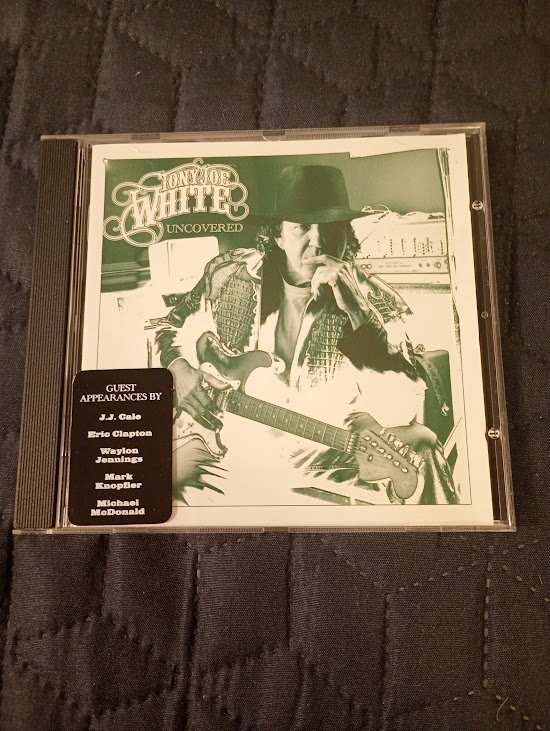 TONY JOE
WHITE
UNCOVERED
GUEST
APPEARANCES BY
J.J. Cale
Eric Clapton
Waylon
Jennings
Mark
Knopfler
Michael
McDonald